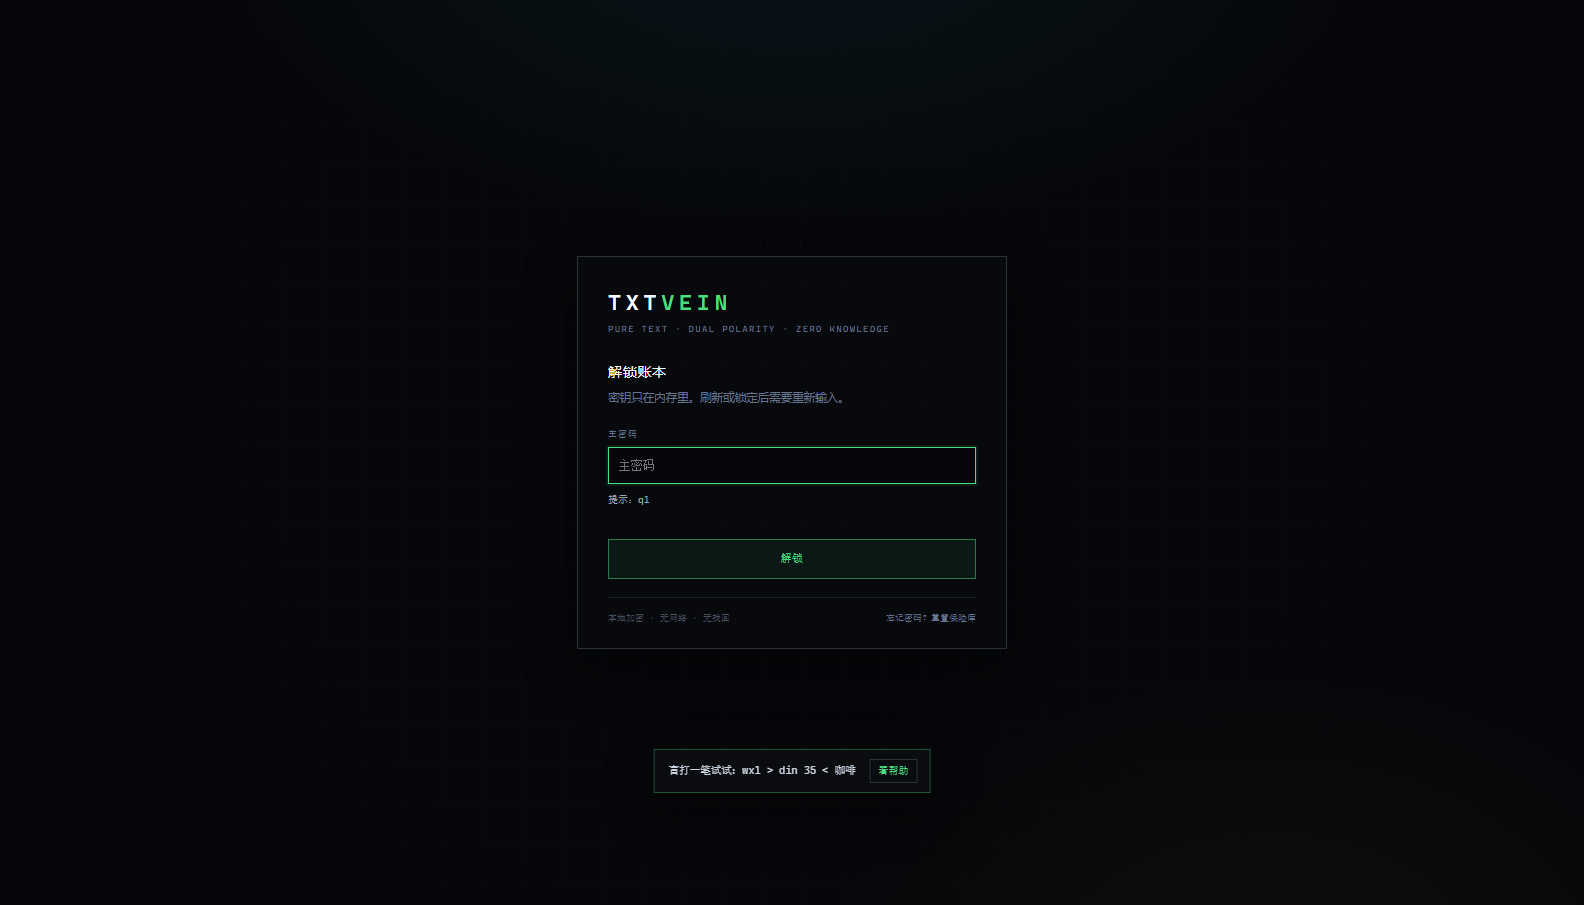 TXTVEIN
PURE TEXT · DUAL POLARITY · ZERO KNOWLEDGE
解锁账本
密钥只在内存里。刷新或锁定后需要重新输入。
主密码
主密码
提示：q1
解锁
本地加密 · 无网络 · 无找回
忘记密码？重置保险库
盲打一笔试试：wx1 > din 35 < 咖啡
看帮助